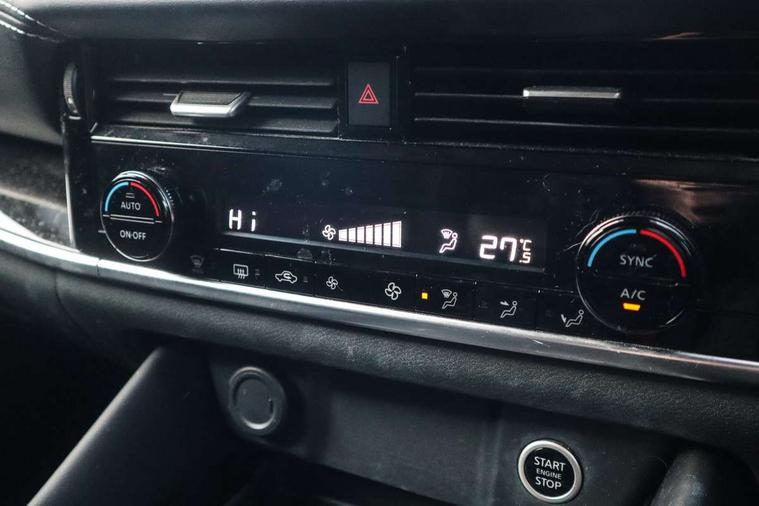 Hi
27.5°C
AUTO
ON·OFF
SYNC
A/C
START
ENGINE
STOP